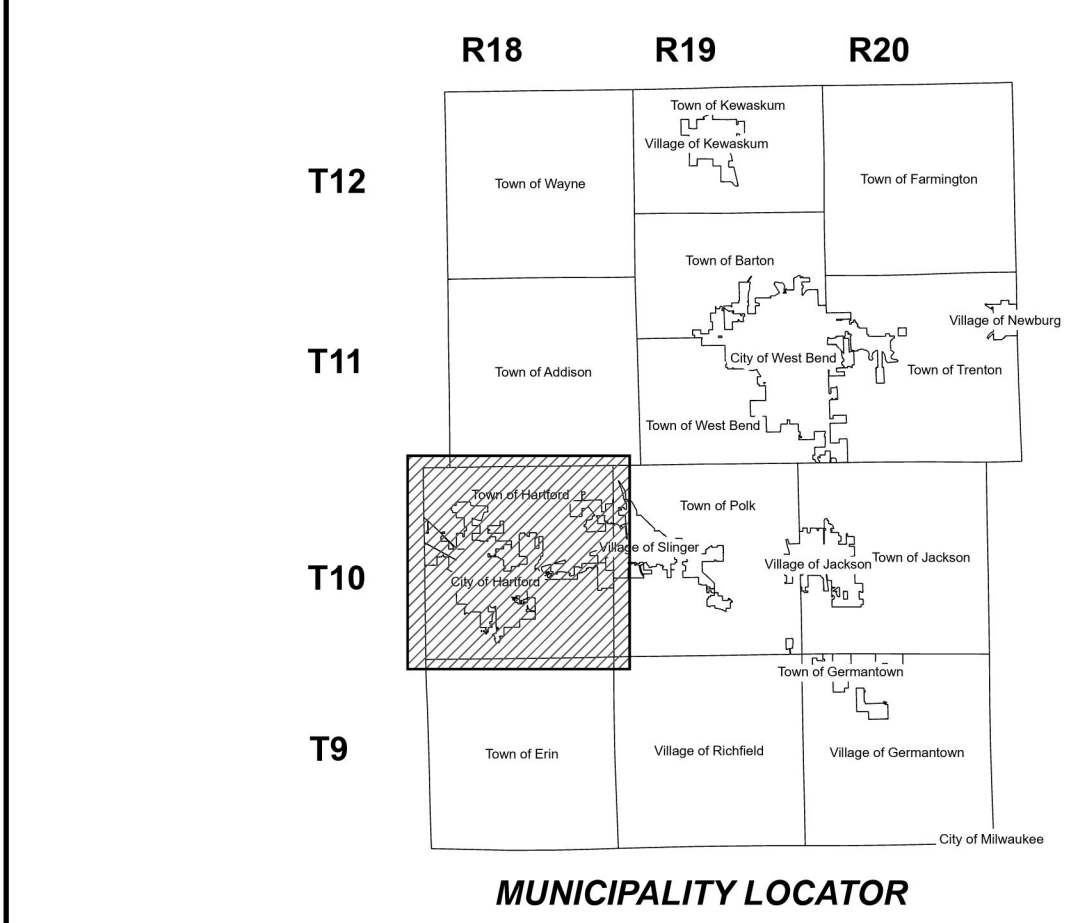 R18 R19 R20
Town of Kewaskum
Village of Kewaskum
T12
Town of Wayne
Town of Farmington
Town of Barton
Village of Newburg
T11
City of West Bend
Town of Addison
Town of Trenton
Town of West Bend
Town of Hartford
Town of Polk
Village of Slinger
Village of Jackson
Town of Jackson
T10
City of Hartford
Town of Germantown
T9
Town of Erin
Village of Richfield
Village of Germantown
City of Milwaukee
MUNICIPALITY LOCATOR